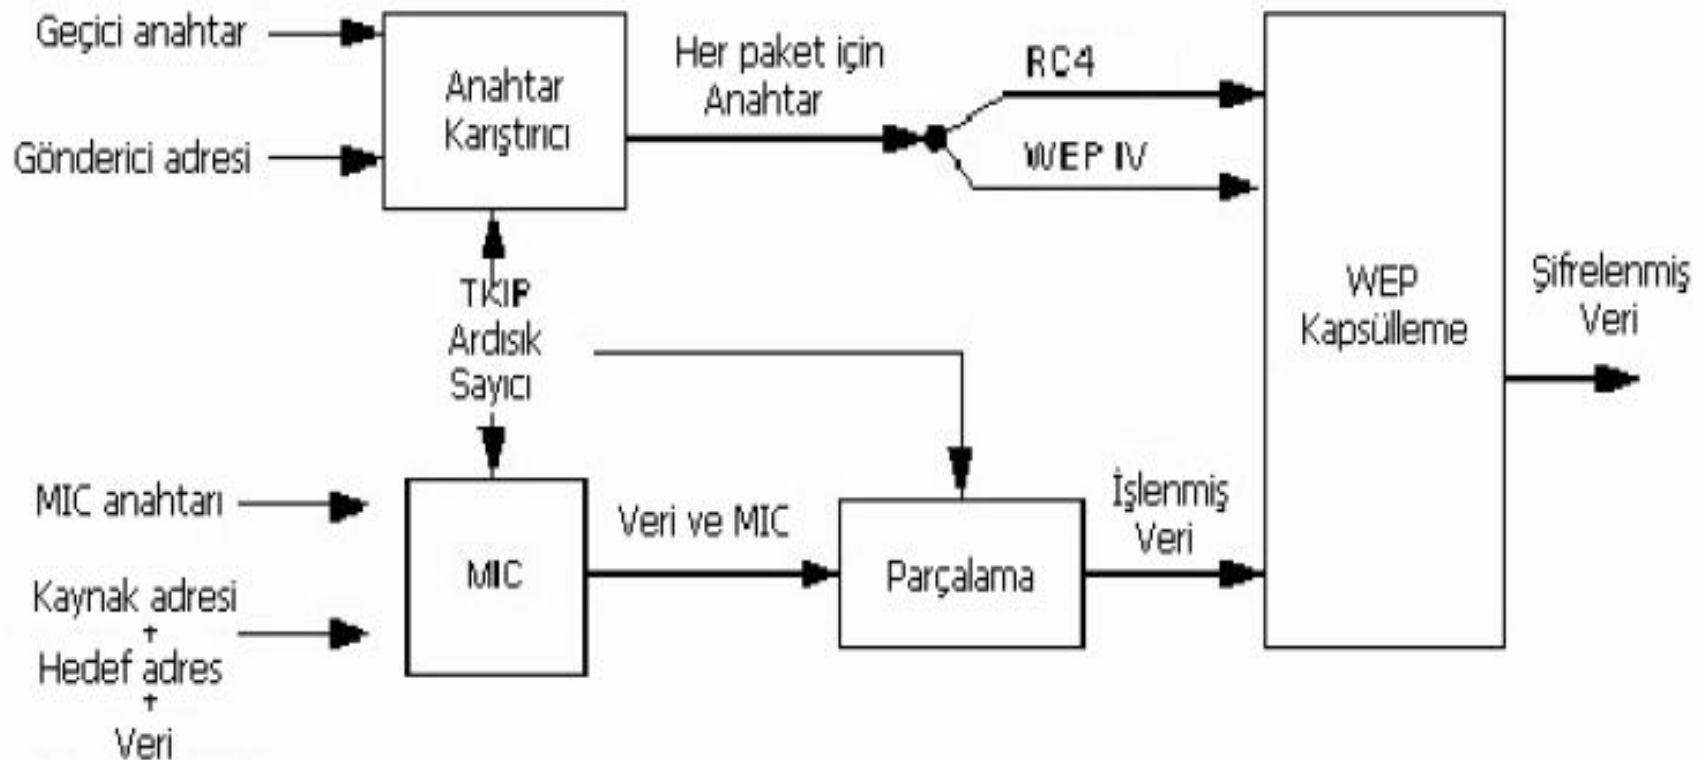 Geçici anahtar
Gönderici adresi
Anahtar
Karıştırıcı
Her paket için
Anahtar
RC4
WEP IV
WEP
Kapsülleme
Şifrelenmiş
Veri
TKIP
Ardısık
Sayıcı
MIC anahtarı
Kaynak adresi
+
Hedef adres
+
Veri
MIC
Veri ve MIC
Parçalama
İşlenmiş
Veri